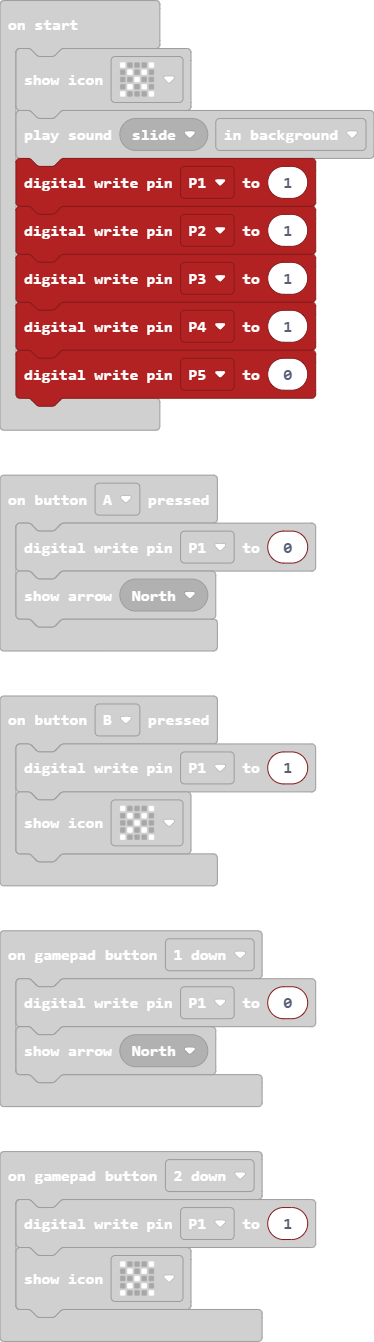 on start
show icon
play sound slide in background
digital write pin P1 to 1
digital write pin P2 to 1
digital write pin P3 to 1
digital write pin P4 to 1
digital write pin P5 to 0
on button A pressed
digital write pin P1 to 0
show arrow North
on button B pressed
digital write pin P1 to 1
show icon
on gamepad button 1 down
digital write pin P1 to 0
show arrow North
on gamepad button 2 down
digital write pin P1 to 1
show icon